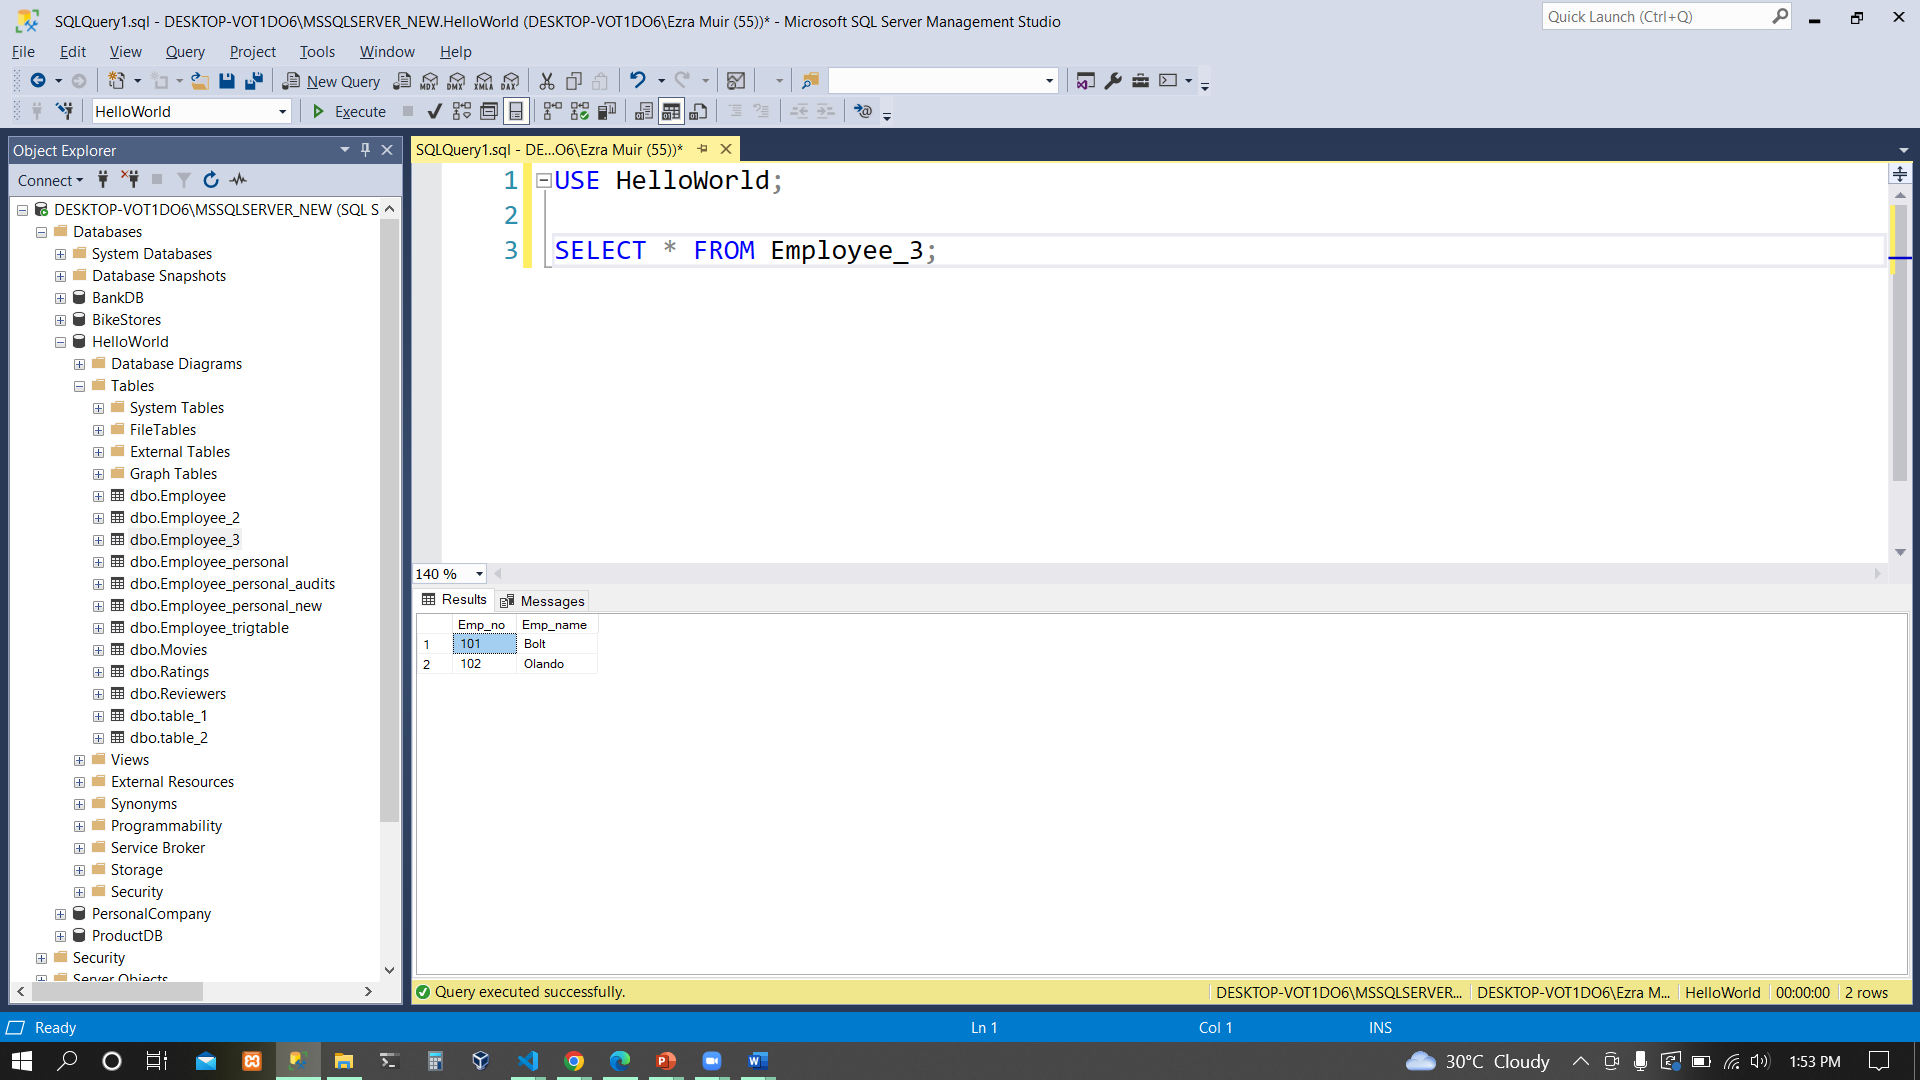 SQLQuery1.sql - DESKTOP-VOT1DO6\MSSQLSERVER_NEW.HelloWorld (DESKTOP-VOT1DO6\Ezra Muir (55))* - Microsoft SQL Server Management Studio
Quick Launch (Ctrl+Q)
File Edit View Query Project Tools Window Help
New Query MDX DMX XMLA DAX
HelloWorld Execute
Object Explorer
Connect
DESKTOP-VOT1DO6\MSSQLSERVER_NEW (SQL S
Databases
System Databases
Database Snapshots
BankDB
BikeStores
HelloWorld
Database Diagrams
Tables
System Tables
FileTables
External Tables
Graph Tables
dbo.Employee
dbo.Employee_2
dbo.Employee_3
dbo.Employee_personal
dbo.Employee_personal_audits
dbo.Employee_personal_new
dbo.Employee_trigtable
dbo.Movies
dbo.Ratings
dbo.Reviewers
dbo.table_1
dbo.table_2
Views
External Resources
Synonyms
Programmability
Service Broker
Storage
Security
PersonalCompany
ProductDB
Security
Server Objects
SQLQuery1.sql - DE...O6\Ezra Muir (55))*
1 USE HelloWorld;
2
3 SELECT * FROM Employee_3;
140 %
Results Messages
Emp_no Emp_name
1 101 Bolt
2 102 Olando
Query executed successfully.
DESKTOP-VOT1DO6\MSSQLSERVER... DESKTOP-VOT1DO6\Ezra M... HelloWorld 00:00:00 2 rows
Ready Ln 1 Col 1 INS
30°C Cloudy 1:53 PM